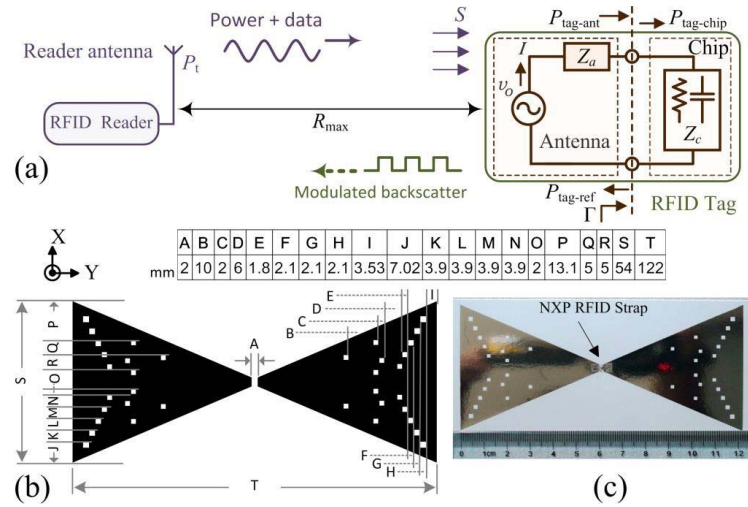 Power + data
S
P_tag-ant
P_tag-chip
Reader antenna
P_t
I
Z_a
Chip
v_o
RFID Reader
R_max
Antenna
Z_c
(a)
Modulated backscatter
P_tag-ref
Γ
RFID Tag
X
Y
A B C D E F G H I J K L M N O P Q R S T
mm 2 10 2 6 1.8 2.1 2.1 2.1 3.53 7.02 3.9 3.9 3.9 3.9 2 13.1 5 5 54 122
E
I
D
C
B
A
P
Q
R
O
N
M
L
K
J
S
F
G
H
T
(b)
NXP RFID Strap
0 1cm 2 3 4 5 6 7 8 9 10 11 12
(c)